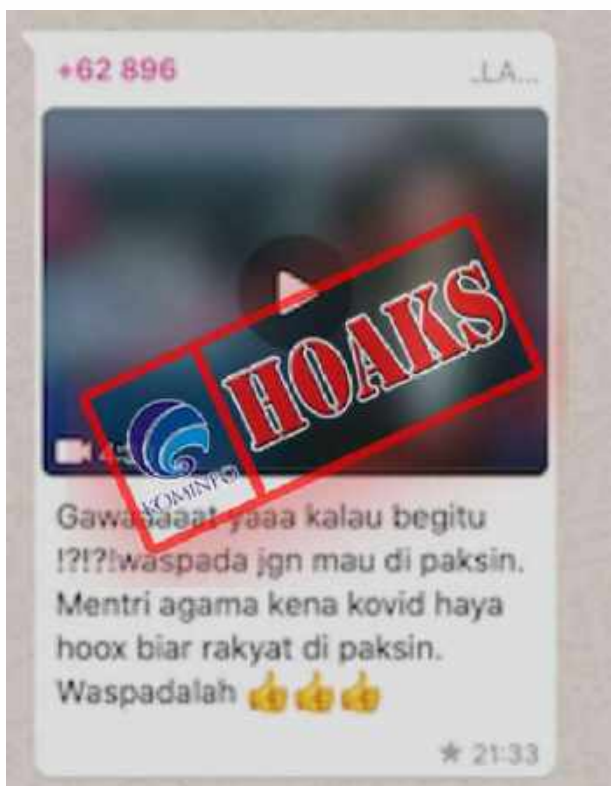 +62 896
..LA...
HOAKS
KOMINFO
Gawaaaaat yaaa kalau begitu
!?!?!waspada jgn mau di paksin.
Mentri agama kena kovid haya
hoox biar rakyat di paksin.
Waspadalah 👍👍👍
★ 21:33